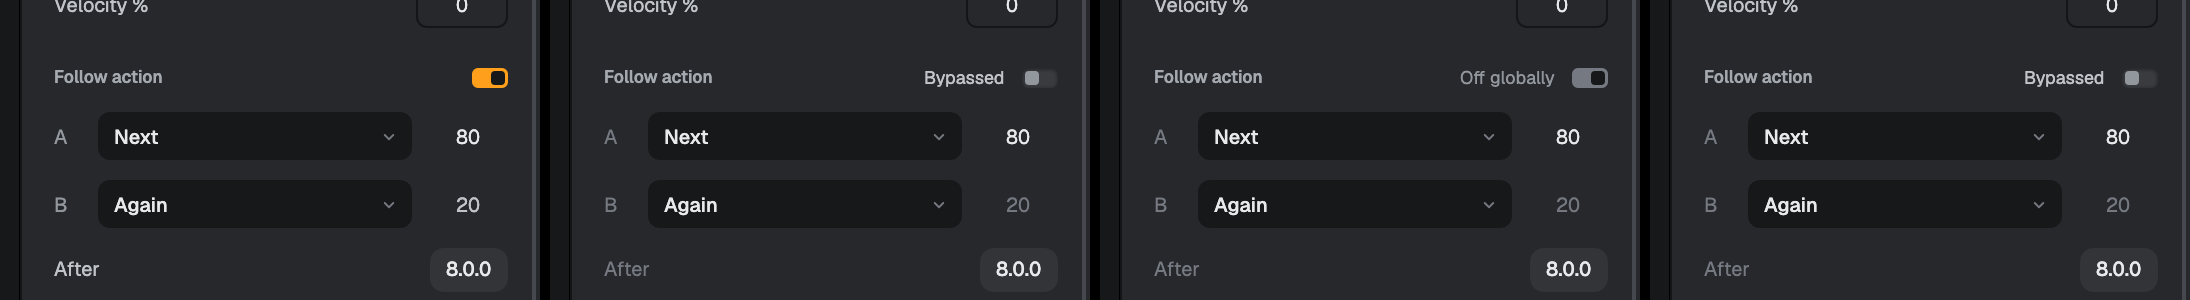 Velocity % 0 Velocity % 0 Velocity % 0 Velocity % 0
Follow action Follow action Bypassed Follow action Off globally Follow action Bypassed
A Next 80 A Next 80 A Next 80 A Next 80
B Again 20 B Again 20 B Again 20 B Again 20
After 8.0.0 After 8.0.0 After 8.0.0 After 8.0.0